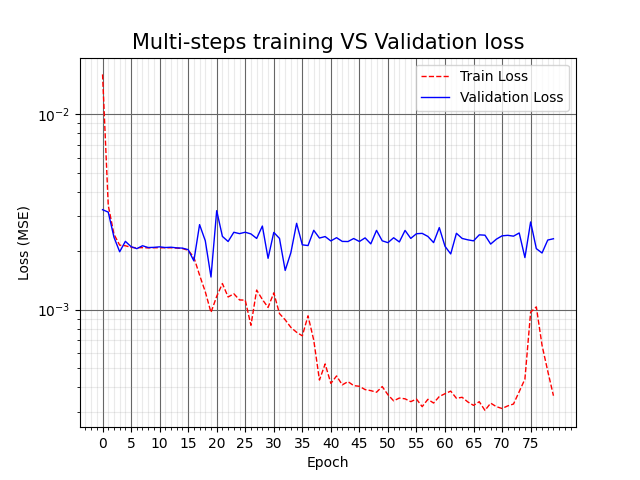 Multi-steps training VS Validation loss
Train Loss
Validation Loss
Loss (MSE)
10⁻²
10⁻³
0 5 10 15 20 25 30 35 40 45 50 55 60 65 70 75
Epoch